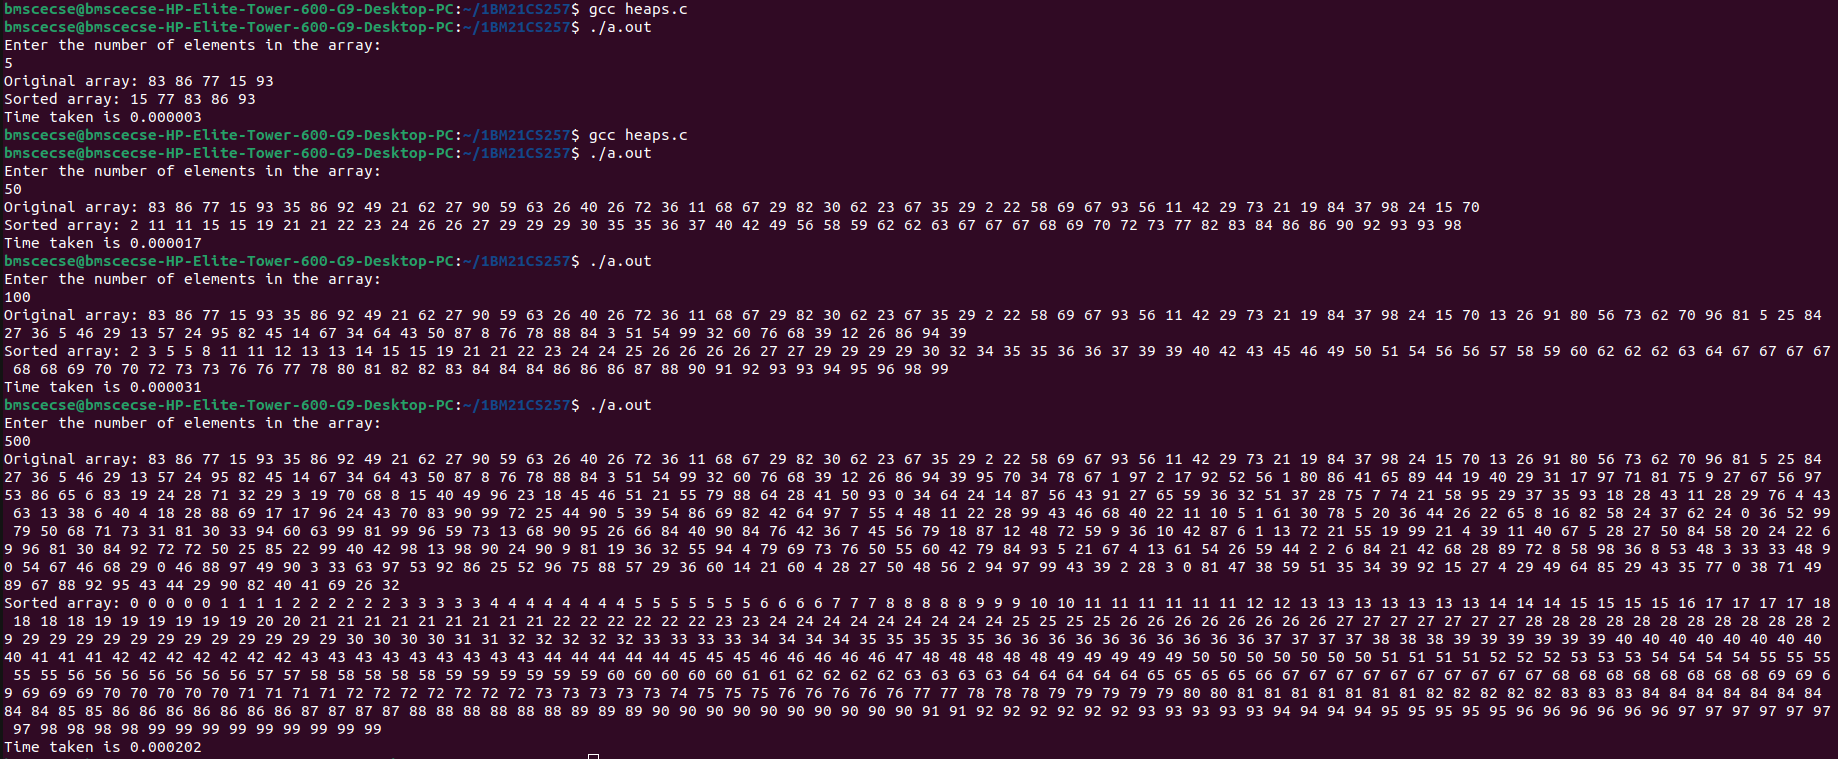 bmscecse@bmscecse-HP-Elite-Tower-600-G9-Desktop-PC:~/1BM21CS257$ gcc heaps.c
bmscecse@bmscecse-HP-Elite-Tower-600-G9-Desktop-PC:~/1BM21CS257$ ./a.out
Enter the number of elements in the array:
5
Original array: 83 86 77 15 93
Sorted array: 15 77 83 86 93
Time taken is 0.000003
bmscecse@bmscecse-HP-Elite-Tower-600-G9-Desktop-PC:~/1BM21CS257$ gcc heaps.c
bmscecse@bmscecse-HP-Elite-Tower-600-G9-Desktop-PC:~/1BM21CS257$ ./a.out
Enter the number of elements in the array:
50
Original array: 83 86 77 15 93 35 86 92 49 21 62 27 90 59 63 26 40 26 72 36 11 68 67 29 82 30 62 23 67 35 29 2 22 58 69 67 93 56 11 42 29 73 21 19 84 37 98 24 15 70
Sorted array: 2 11 11 15 15 19 21 21 22 23 24 26 26 27 29 29 29 30 35 35 36 37 40 42 49 56 58 59 62 62 63 67 67 67 68 69 70 72 73 77 82 83 84 86 86 90 92 93 93 98
Time taken is 0.000017
bmscecse@bmscecse-HP-Elite-Tower-600-G9-Desktop-PC:~/1BM21CS257$ ./a.out
Enter the number of elements in the array:
100
Original array: 83 86 77 15 93 35 86 92 49 21 62 27 90 59 63 26 40 26 72 36 11 68 67 29 82 30 62 23 67 35 29 2 22 58 69 67 93 56 11 42 29 73 21 19 84 37 98 24 15 70 13 26 91 80 56 73 62 70 96 81 5 25 84
27 36 5 46 29 13 57 24 95 82 45 14 67 34 64 43 50 87 8 76 78 88 84 3 51 54 99 32 60 76 68 39 12 26 86 94 39
Sorted array: 2 3 5 5 8 11 11 12 13 13 14 15 15 19 21 21 22 23 24 24 25 26 26 26 26 27 27 29 29 29 29 30 32 34 35 35 36 36 37 39 39 40 42 43 45 46 49 50 51 54 56 56 57 58 59 60 62 62 62 63 64 67 67 67 67
68 68 69 70 70 72 73 73 76 76 77 78 80 81 82 82 83 84 84 84 86 86 86 87 88 90 91 92 93 93 94 95 96 98 99
Time taken is 0.000031
bmscecse@bmscecse-HP-Elite-Tower-600-G9-Desktop-PC:~/1BM21CS257$ ./a.out
Enter the number of elements in the array:
500
Original array: 83 86 77 15 93 35 86 92 49 21 62 27 90 59 63 26 40 26 72 36 11 68 67 29 82 30 62 23 67 35 29 2 22 58 69 67 93 56 11 42 29 73 21 19 84 37 98 24 15 70 13 26 91 80 56 73 62 70 96 81 5 25 84
27 36 5 46 29 13 57 24 95 82 45 14 67 34 64 43 50 87 8 76 78 88 84 3 51 54 99 32 60 76 68 39 12 26 86 94 39 95 70 34 78 67 1 97 2 17 92 52 56 1 80 86 41 65 89 44 19 40 29 31 17 97 71 81 75 9 27 67 56 97
53 86 65 6 83 19 24 28 71 32 29 3 19 70 68 8 15 40 49 96 23 18 45 46 51 21 55 79 88 64 28 41 50 93 0 34 64 24 14 87 56 43 91 27 65 59 36 32 51 37 28 75 7 74 21 58 95 29 37 35 93 18 28 43 11 28 29 76 4 43
63 13 38 6 40 4 18 28 88 69 17 17 96 24 43 70 83 90 99 72 25 44 90 5 39 54 86 69 82 42 64 97 7 55 4 48 11 22 28 99 43 46 68 40 22 11 10 5 1 61 30 78 5 20 36 44 26 22 65 8 16 82 58 24 37 62 24 0 36 52 99
79 50 68 71 73 31 81 30 33 94 60 63 99 81 99 96 59 73 13 68 90 95 26 66 84 40 90 84 76 42 36 7 45 56 79 18 87 12 48 72 59 9 36 10 42 87 6 1 13 72 21 55 19 99 21 4 39 11 40 67 5 28 27 50 84 58 20 24 22 6
9 96 81 30 84 92 72 72 50 25 85 22 99 40 42 98 13 98 90 24 90 9 81 19 36 32 55 94 4 79 69 73 76 50 55 60 42 79 84 93 5 21 67 4 13 61 54 26 59 44 2 2 6 84 21 42 68 28 89 72 8 58 98 36 8 53 48 3 33 33 48 9
0 54 67 46 68 29 0 46 88 97 49 90 3 33 63 97 53 92 86 25 52 96 75 88 57 29 36 60 14 21 60 4 28 27 50 48 56 2 94 97 99 43 39 2 28 3 0 81 47 38 59 51 35 34 39 92 15 27 4 29 49 64 85 29 43 35 77 0 38 71 49
89 67 88 92 95 43 44 29 90 82 40 41 69 26 32
Sorted array: 0 0 0 0 0 1 1 1 1 2 2 2 2 2 2 3 3 3 3 3 4 4 4 4 4 4 4 4 5 5 5 5 5 5 5 6 6 6 6 7 7 7 8 8 8 8 8 9 9 9 10 10 11 11 11 11 11 11 12 12 13 13 13 13 13 13 13 14 14 14 15 15 15 15 16 17 17 17 17 18
18 18 18 19 19 19 19 19 19 20 20 21 21 21 21 21 21 21 21 21 22 22 22 22 22 22 23 23 24 24 24 24 24 24 24 24 24 25 25 25 25 26 26 26 26 26 26 26 26 27 27 27 27 27 27 27 28 28 28 28 28 28 28 28 28 28 28 2
9 29 29 29 29 29 29 29 29 29 29 29 29 30 30 30 30 31 31 32 32 32 32 32 33 33 33 33 34 34 34 34 35 35 35 35 35 36 36 36 36 36 36 36 36 36 36 37 37 37 37 38 38 38 39 39 39 39 39 39 40 40 40 40 40 40 40 40
40 41 41 41 42 42 42 42 42 42 42 43 43 43 43 43 43 43 43 43 44 44 44 44 44 45 45 45 46 46 46 46 46 47 48 48 48 48 48 49 49 49 49 49 50 50 50 50 50 50 50 51 51 51 51 52 52 52 53 53 53 54 54 54 54 55 55 55
55 55 56 56 56 56 56 56 56 57 57 58 58 58 58 58 59 59 59 59 59 59 60 60 60 60 60 61 61 62 62 62 62 63 63 63 63 64 64 64 64 64 65 65 65 65 66 67 67 67 67 67 67 67 67 67 67 68 68 68 68 68 68 68 68 69 69 6
9 69 69 69 70 70 70 70 70 71 71 71 71 72 72 72 72 72 72 72 73 73 73 73 73 74 75 75 75 76 76 76 76 76 77 77 78 78 78 79 79 79 79 79 80 80 81 81 81 81 81 81 81 82 82 82 82 82 83 83 83 84 84 84 84 84 84 84
84 84 85 85 86 86 86 86 86 86 86 87 87 87 87 88 88 88 88 88 88 89 89 89 90 90 90 90 90 90 90 90 90 90 91 91 92 92 92 92 92 92 93 93 93 93 93 94 94 94 94 95 95 95 95 95 96 96 96 96 96 96 97 97 97 97 97 97
97 98 98 98 98 99 99 99 99 99 99 99 99 99
Time taken is 0.000202